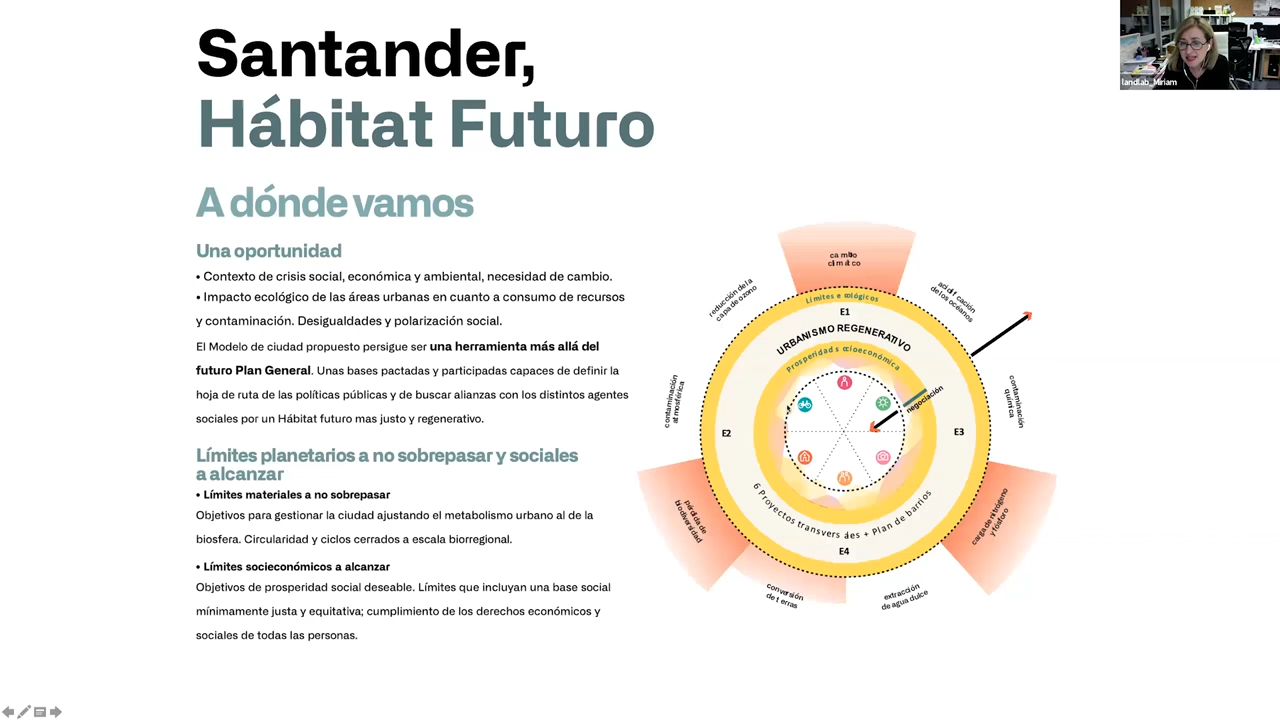 Santander,
Hábitat Futuro
A dónde vamos
Una oportunidad
• Contexto de crisis social, económica y ambiental, necesidad de cambio.
• Impacto ecológico de las áreas urbanas en cuanto a consumo de recursos
y contaminación. Desigualdades y polarización social.
El Modelo de ciudad propuesto persigue ser una herramienta más allá del
futuro Plan General. Unas bases pactadas y participadas capaces de definir la
hoja de ruta de las políticas públicas y de buscar alianzas con los distintos agentes
sociales por un Hábitat futuro mas justo y regenerativo.
Límites planetarios a no sobrepasar y sociales
a alcanzar
• Límites materiales a no sobrepasar
Objetivos para gestionar la ciudad ajustando el metabolismo urbano al de la
biosfera. Circularidad y ciclos cerrados a escala biorregional.
• Límites socieconómicos a alcanzar
Objetivos de prosperidad social deseable. Límites que incluyan una base social
mínimamente justa y equitativa; cumplimiento de los derechos económicos y
sociales de todas las personas.
landlab_Miriam
cambio
climático
reducción de la
capa de ozono
acidificación
de los océanos
Límites ecológicos
E1
URBANISMO REGENERATIVO
Prosperidad socioeconómica
contaminación
atmosférica
negociación
contaminación
química
E2
E3
6 Proyectos transversales + Plan de barrios
E4
pérdida de
biodiversidad
carga de nitrógeno
y fósforo
conversión
de tierras
extracción
de agua dulce